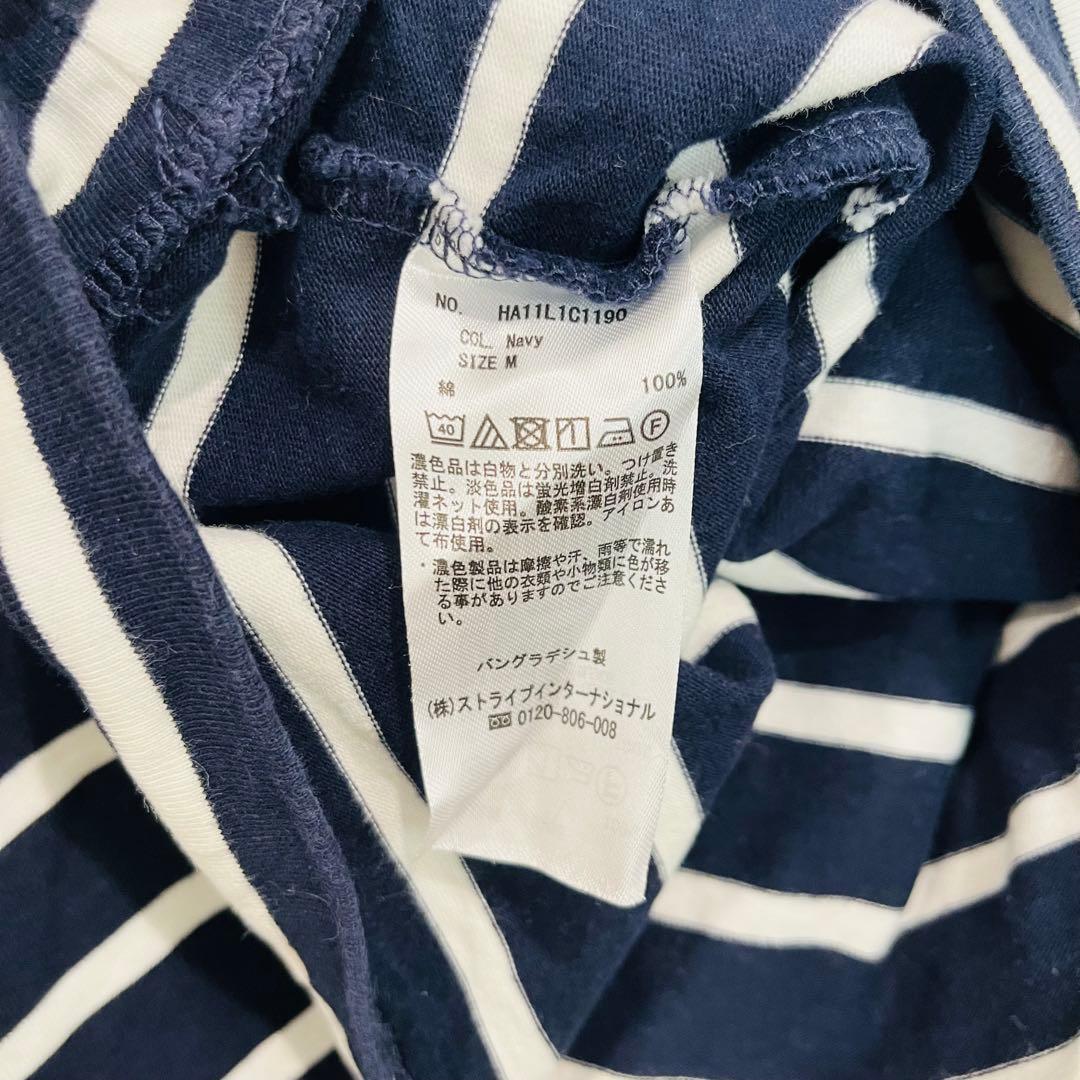 NO. HA11L1C1190
COL. Navy
SIZE M
綿 100%
40 F
濃色品は白物と分別洗い。つけ置き
禁止。淡色品は蛍光増白剤禁止。洗
濯ネット使用。酸素系漂白剤使用時
は漂白剤の表示を確認。アイロンあ
て布使用。
・濃色製品は摩擦や汗、雨等で濡れ
た際に他の衣類や小物類に色が移
る事がありますのでご注意くださ
い。
バングラデシュ製
(株)ストライプインターナショナル
0120-806-008